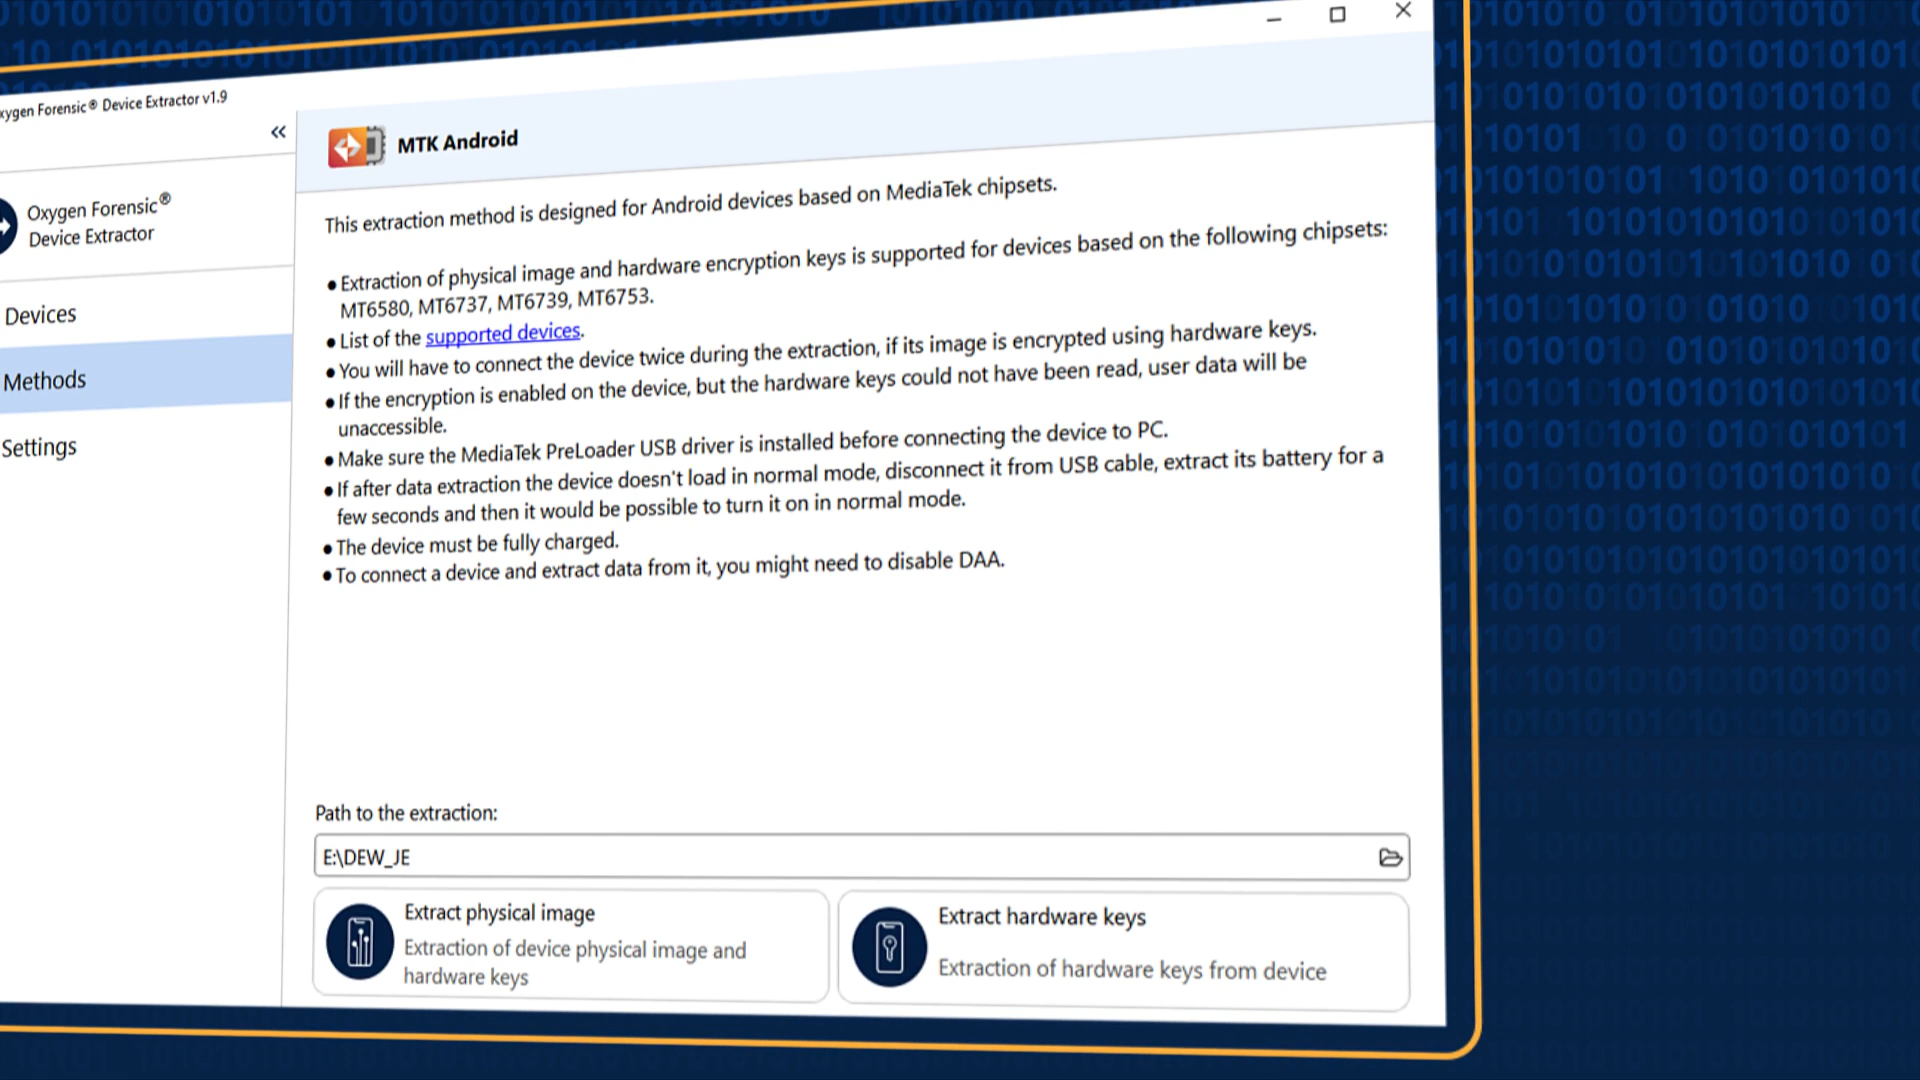 xygen Forensic® Device Extractor v1.9
«
Oxygen Forensic®
Device Extractor
Devices
Methods
Settings
MTK Android
This extraction method is designed for Android devices based on MediaTek chipsets.
● Extraction of physical image and hardware encryption keys is supported for devices based on the following chipsets:
MT6580, MT6737, MT6739, MT6753.
● List of the supported devices.
● You will have to connect the device twice during the extraction, if its image is encrypted using hardware keys.
● If the encryption is enabled on the device, but the hardware keys could not have been read, user data will be
unaccessible.
● Make sure the MediaTek PreLoader USB driver is installed before connecting the device to PC.
● If after data extraction the device doesn't load in normal mode, disconnect it from USB cable, extract its battery for a
few seconds and then it would be possible to turn it on in normal mode.
● The device must be fully charged.
● To connect a device and extract data from it, you might need to disable DAA.
Path to the extraction:
E:\DEW_JE
Extract physical image
Extraction of device physical image and
hardware keys
Extract hardware keys
Extraction of hardware keys from device